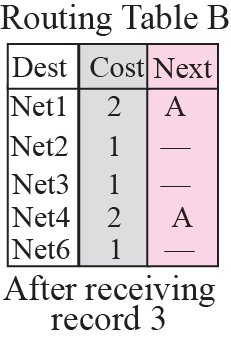 Routing Table B
Dest Cost Next
Net1 2 A
Net2 1 —
Net3 1 —
Net4 2 A
Net6 1 —
After receiving
record 3